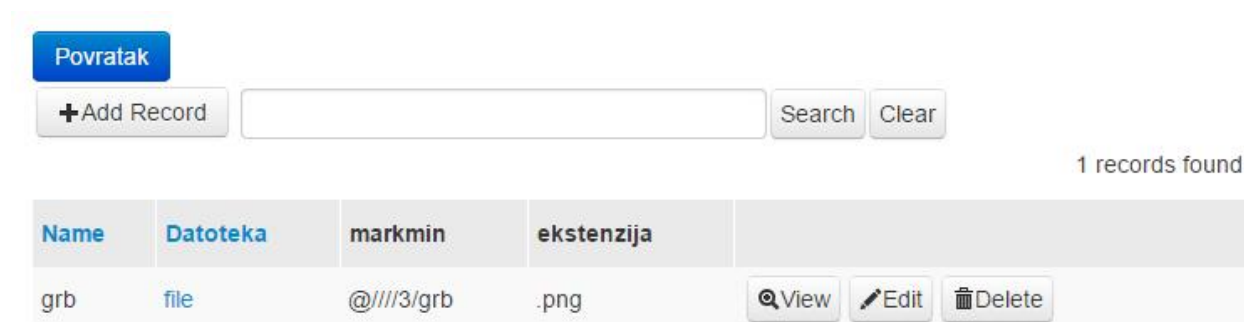 Povratak
+Add Record Search Clear
1 records found
Name Datoteka markmin ekstenzija
grb file @////3/grb .png View Edit Delete